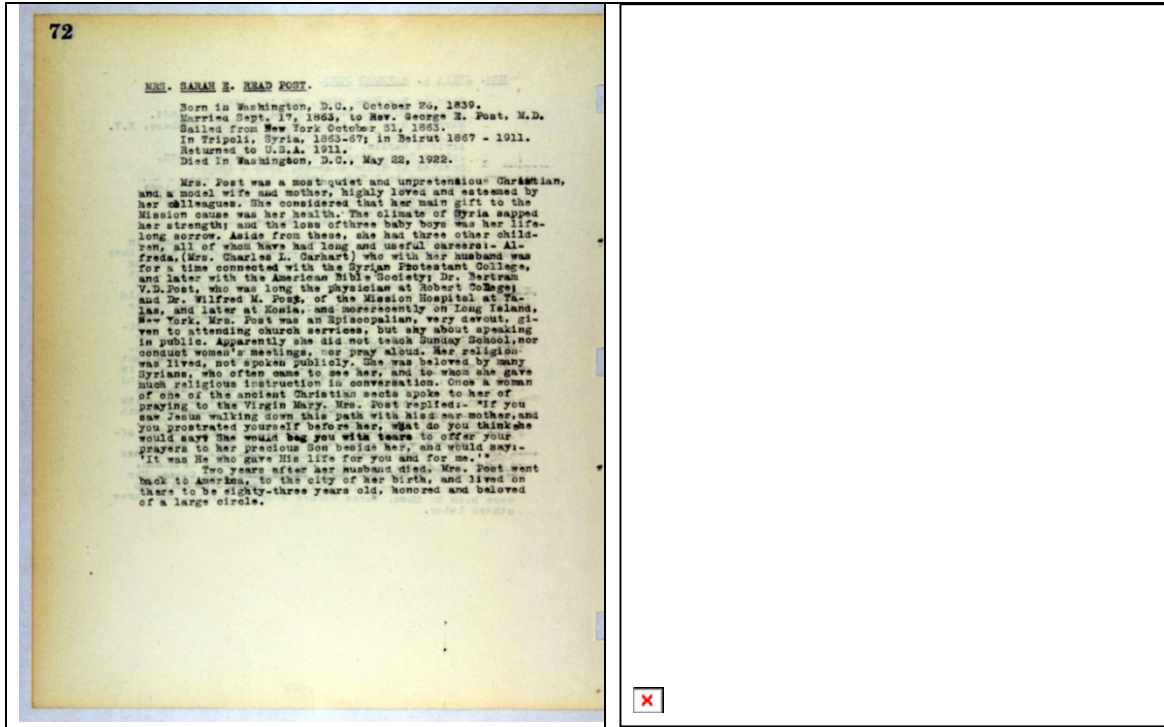 72
MRS. SARAH E. READ POST.
Born in Washington, D.C., October 26, 1839.
Married Sept. 17, 1863, to Rev. George E. Post, M.D.
Sailed from New York October 31, 1863.
In Tripoli, Syria, 1863-67; in Beirut 1867 - 1911.
Returned to U.S.A. 1911.
Died In Washington, D.C., May 22, 1922.
Mrs. Post was a most quiet and unpretensious Christian,
and a model wife and mother, highly loved and esteemed by
her colleagues. She considered that her main gift to the
Mission cause was her health. The climate of Syria sapped
her strength; and the loss ofthree baby boys was her life-
long sorrow. Aside from these, she had three other child-
ren, all of whom have had long and useful careers:- Al-
freda,(Mrs. Charles L. Carhart) who with her husband was
for a time connected with the Syrian Protestant College,
and later with the American Bible Society; Dr. Bertram
V.D.Post, who was long the physician at Robert College;
and Dr. Wilfred M. Post, of the Mission Hospital at Ta-
las, and later at Konia, and morerecently on Long Island,
New York. Mrs. Post was an Episcopalian, very devout, gi-
ven to attending church services, but shy about speaking
in public. Apparently she did not teach Sunday School,nor
conduct women's meetings, nor pray aloud. Her religion
was lived, not spoken publicly. She was beloved by many
Syrians, who often came to see her, and to whom she gave
much religious instruction in conversation. Once a woman
of one of the ancient Christian sects spoke to her of
praying to the Virgin Mary. Mrs. Post replied:- "If you
saw Jesus walking down this path with hisd ear mother,and
you prostrated yourself before her, what do you thinkshe
would say? She would beg you with tears to offer your
prayers to her precious Son beside her, and would say:-
'It was He who gave His life for you and for me.'"
Two years after her husband died, Mrs. Post went
back to America, to the city of her birth, and lived on
there to be eighty-three years old, honored and beloved
of a large circle.